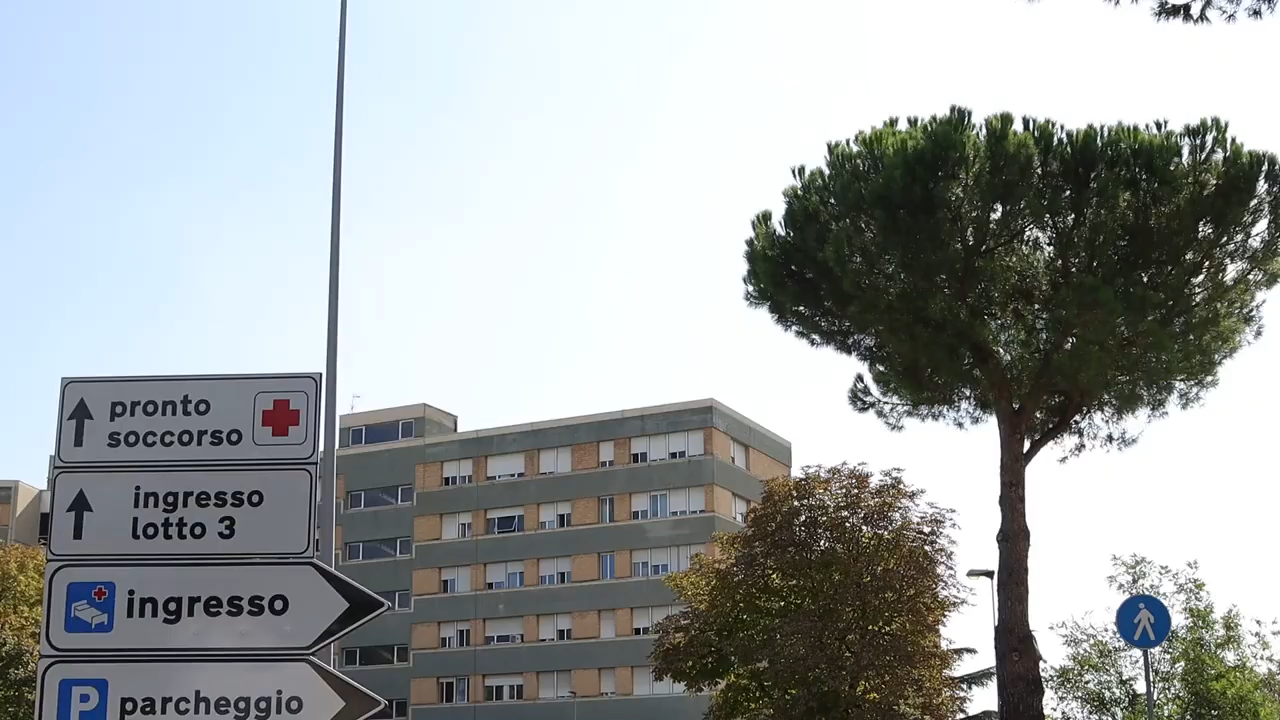 pronto
soccorso
ingresso
lotto 3
ingresso
P parcheggio